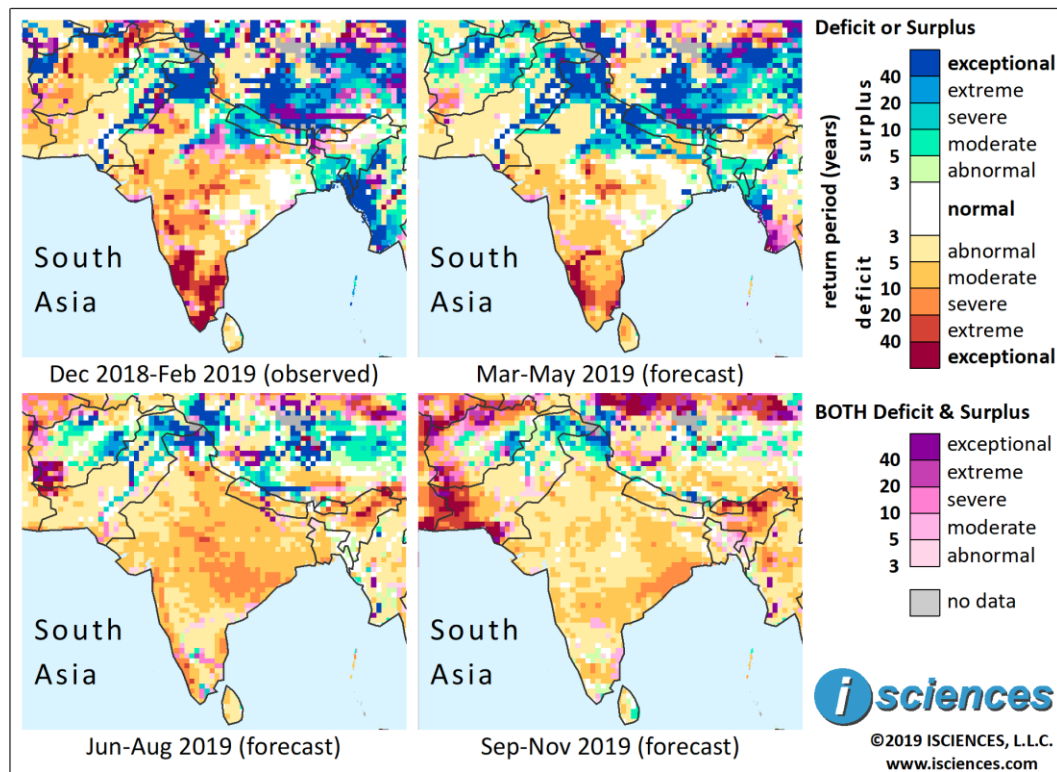 South
Asia
Dec 2018-Feb 2019 (observed)
South
Asia
Mar-May 2019 (forecast)
South
Asia
Jun-Aug 2019 (forecast)
South
Asia
Sep-Nov 2019 (forecast)
Deficit or Surplus
return period (years)
surplus
deficit
exceptional
40
extreme
20
severe
10
moderate
5
abnormal
3
normal
3
abnormal
5
moderate
10
severe
20
extreme
40
exceptional
BOTH Deficit & Surplus
exceptional
40
extreme
20
severe
10
moderate
5
abnormal
3
no data
i sciences
©2019 ISCIENCES, L.L.C.
www.isciences.com